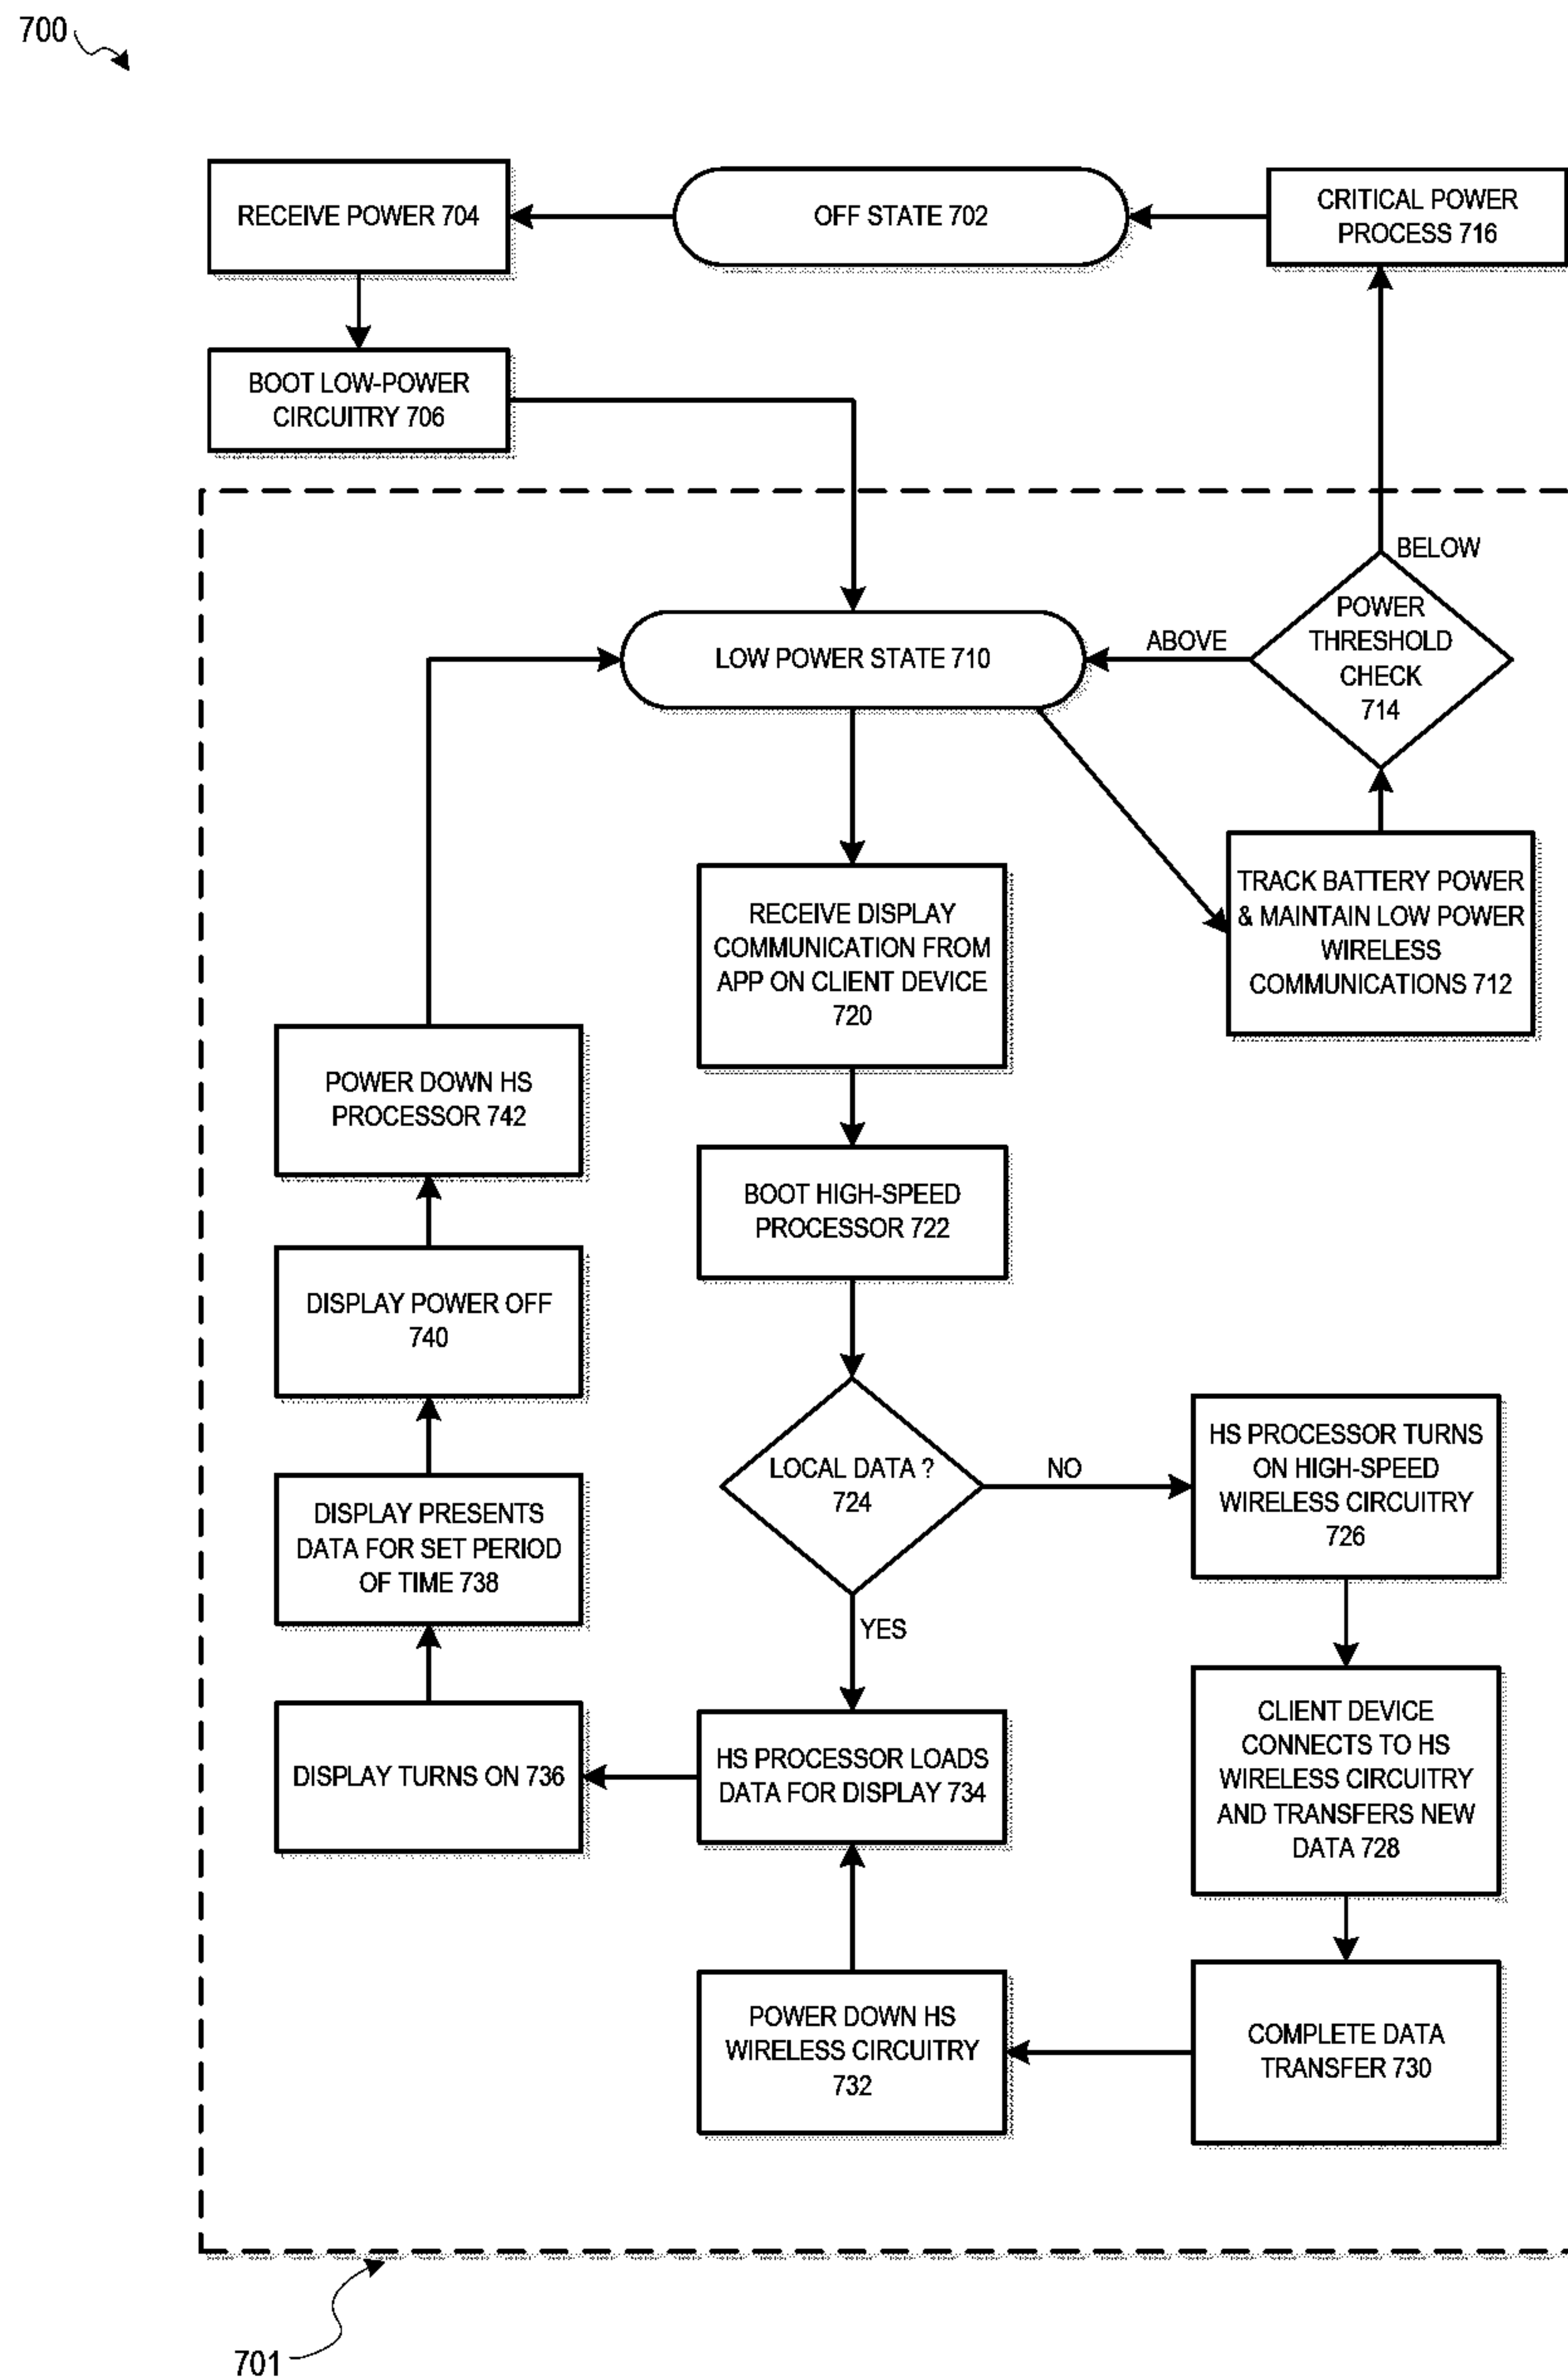 700
RECEIVE POWER 704
OFF STATE 702
CRITICAL POWER
PROCESS 716
BOOT LOW-POWER
CIRCUITRY 706
BELOW
POWER
THRESHOLD
CHECK
714
ABOVE
LOW POWER STATE 710
TRACK BATTERY POWER
& MAINTAIN LOW POWER
WIRELESS
COMMUNICATIONS 712
RECEIVE DISPLAY
COMMUNICATION FROM
APP ON CLIENT DEVICE
720
POWER DOWN HS
PROCESSOR 742
BOOT HIGH-SPEED
PROCESSOR 722
DISPLAY POWER OFF
740
LOCAL DATA ?
724
NO
HS PROCESSOR TURNS
ON HIGH-SPEED
WIRELESS CIRCUITRY
726
DISPLAY PRESENTS
DATA FOR SET PERIOD
OF TIME 738
YES
CLIENT DEVICE
CONNECTS TO HS
WIRELESS CIRCUITRY
AND TRANSFERS NEW
DATA 728
DISPLAY TURNS ON 736
HS PROCESSOR LOADS
DATA FOR DISPLAY 734
POWER DOWN HS
WIRELESS CIRCUITRY
732
COMPLETE DATA
TRANSFER 730
701